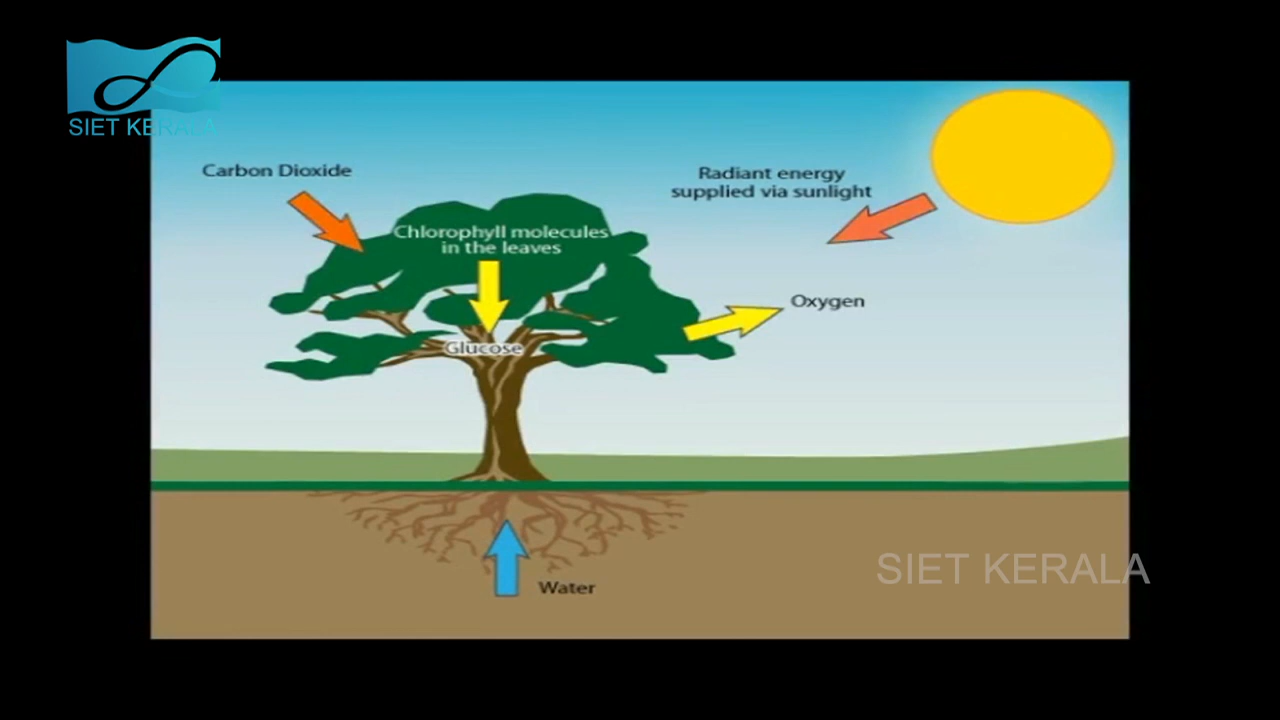 SIET KERALA
Carbon Dioxide
Radiant energy
supplied via sunlight
Chlorophyll molecules
in the leaves
Oxygen
Glucose
SIET KERALA
Water